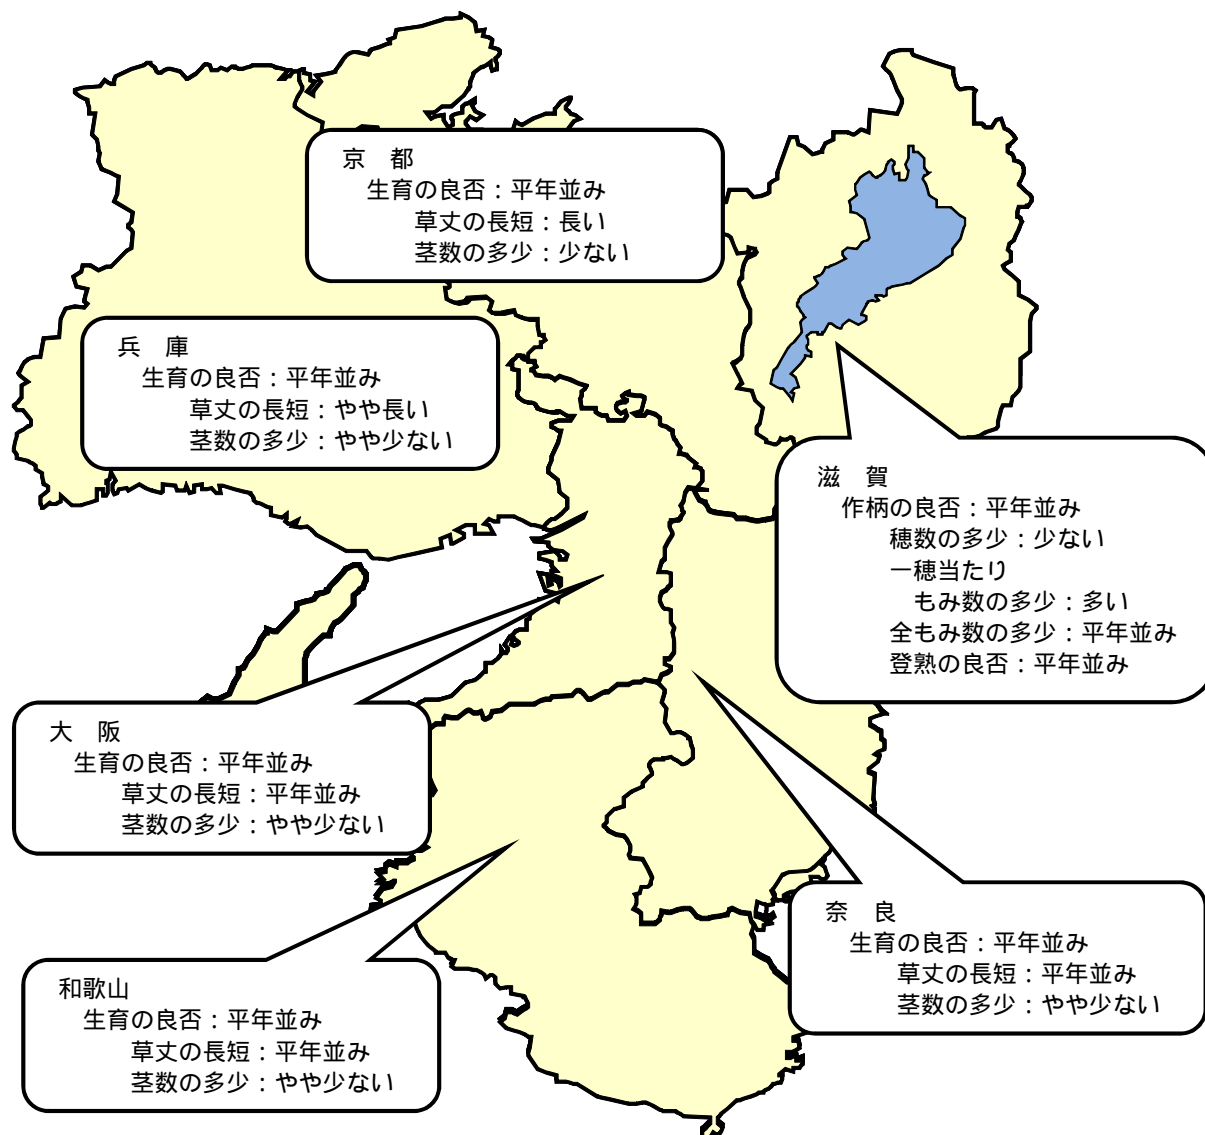 京　都
生育の良否：平年並み
草丈の長短：長い
茎数の多少：少ない
兵　庫
生育の良否：平年並み
草丈の長短：やや長い
茎数の多少：やや少ない
滋　賀
作柄の良否：平年並み
穂数の多少：少ない
一穂当たり
もみ数の多少：多い
全もみ数の多少：平年並み
登熟の良否：平年並み
大　阪
生育の良否：平年並み
草丈の長短：平年並み
茎数の多少：やや少ない
奈　良
生育の良否：平年並み
草丈の長短：平年並み
茎数の多少：やや少ない
和歌山
生育の良否：平年並み
草丈の長短：平年並み
茎数の多少：やや少ない